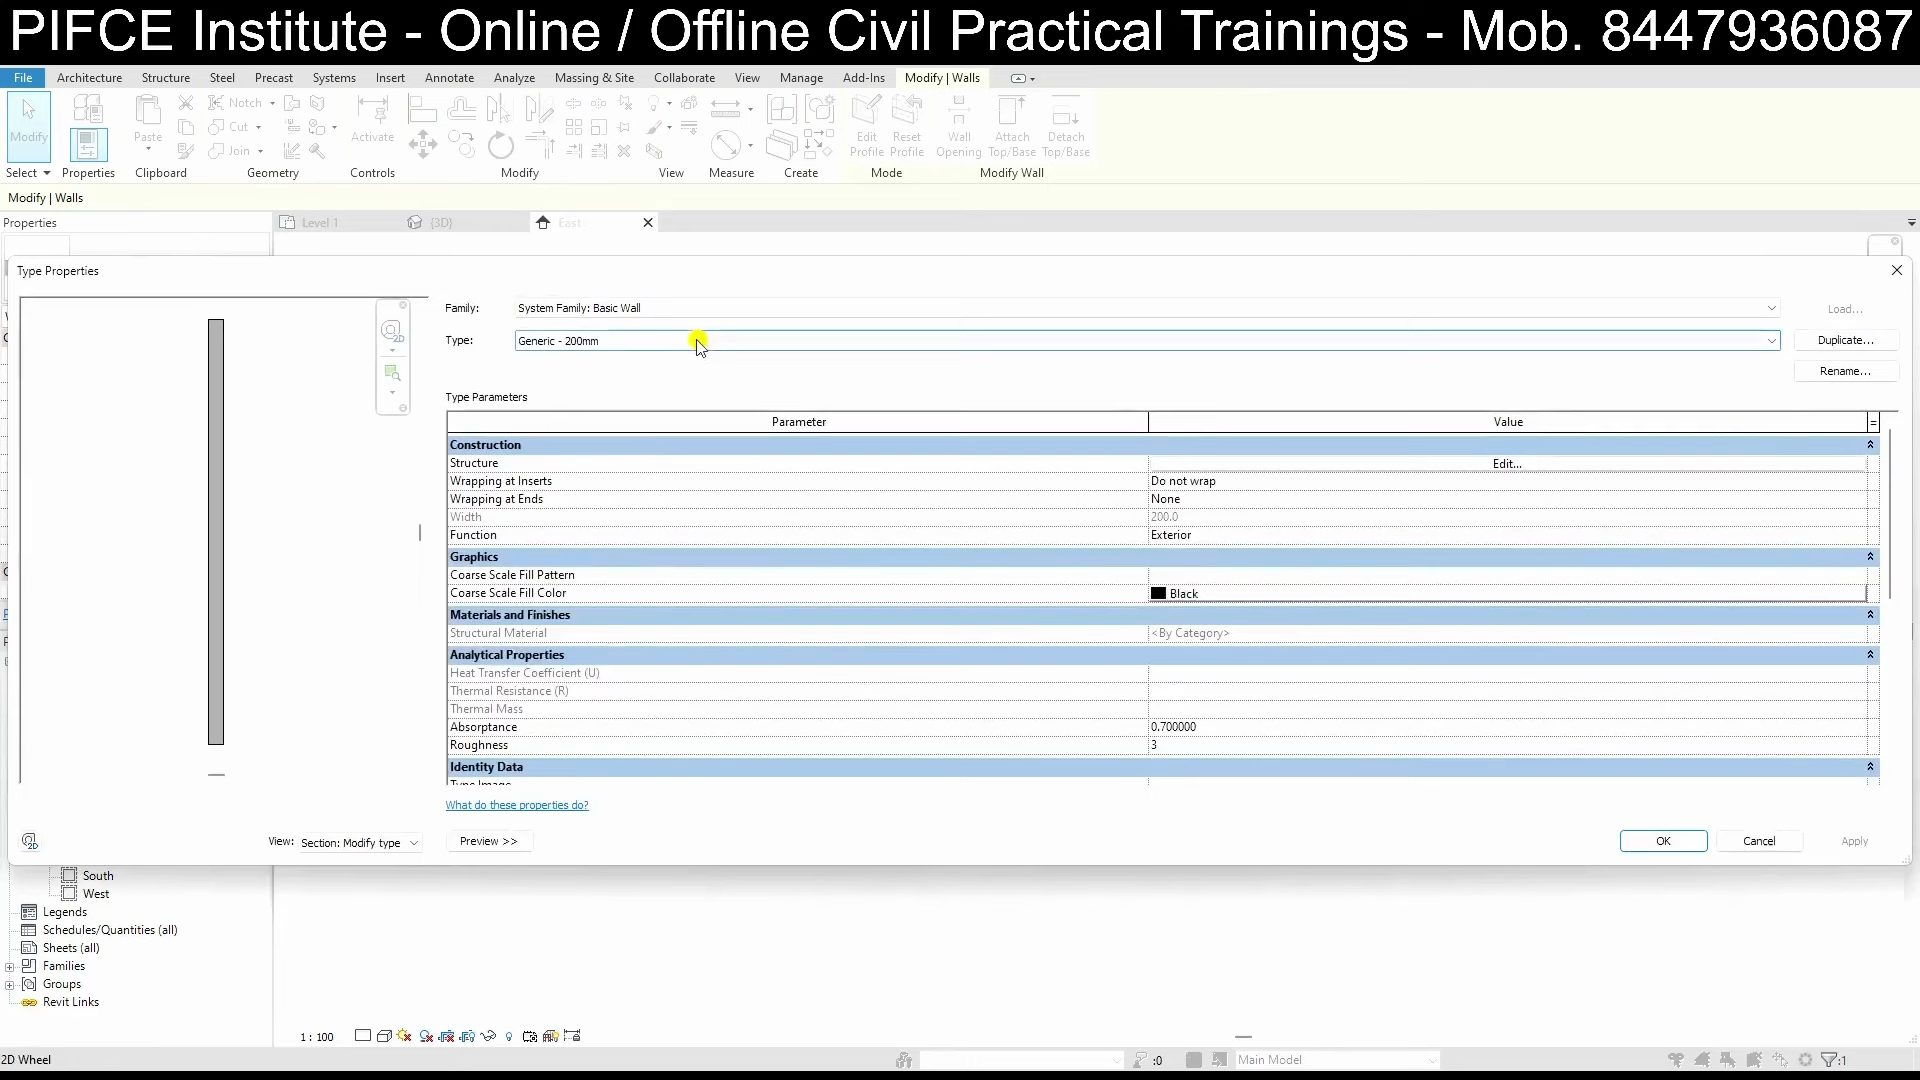 PIFCE Institute - Online / Offline Civil Practical Trainings - Mob. 8447936087
File Architecture Structure Steel Precast Systems Insert Annotate Analyze Massing & Site Collaborate View Manage Add-Ins Modify | Walls
Notch
Cut
Join
Modify
Paste
Activate
Edit Profile
Reset Profile
Wall Opening
Attach Top/Base
Detach Top/Base
Select Properties Clipboard Geometry Controls Modify View Measure Create Mode Modify Wall
Modify | Walls
Properties
Level 1 {3D} East
Type Properties
Family: System Family: Basic Wall Load...
Type: Generic - 200mm Duplicate...
Rename...
Type Parameters
Parameter Value =
Construction
Structure Edit...
Wrapping at Inserts Do not wrap
Wrapping at Ends None
Width 200.0
Function Exterior
Graphics
Coarse Scale Fill Pattern
Coarse Scale Fill Color Black
Materials and Finishes
Structural Material <By Category>
Analytical Properties
Heat Transfer Coefficient (U)
Thermal Resistance (R)
Thermal Mass
Absorptance 0.700000
Roughness 3
Identity Data
Type Image
What do these properties do?
2D
2D
View: Section: Modify type Preview >> OK Cancel Apply
South
West
Legends
Schedules/Quantities (all)
Sheets (all)
Families
Groups
Revit Links
1 : 100
2D Wheel :0 Main Model :1